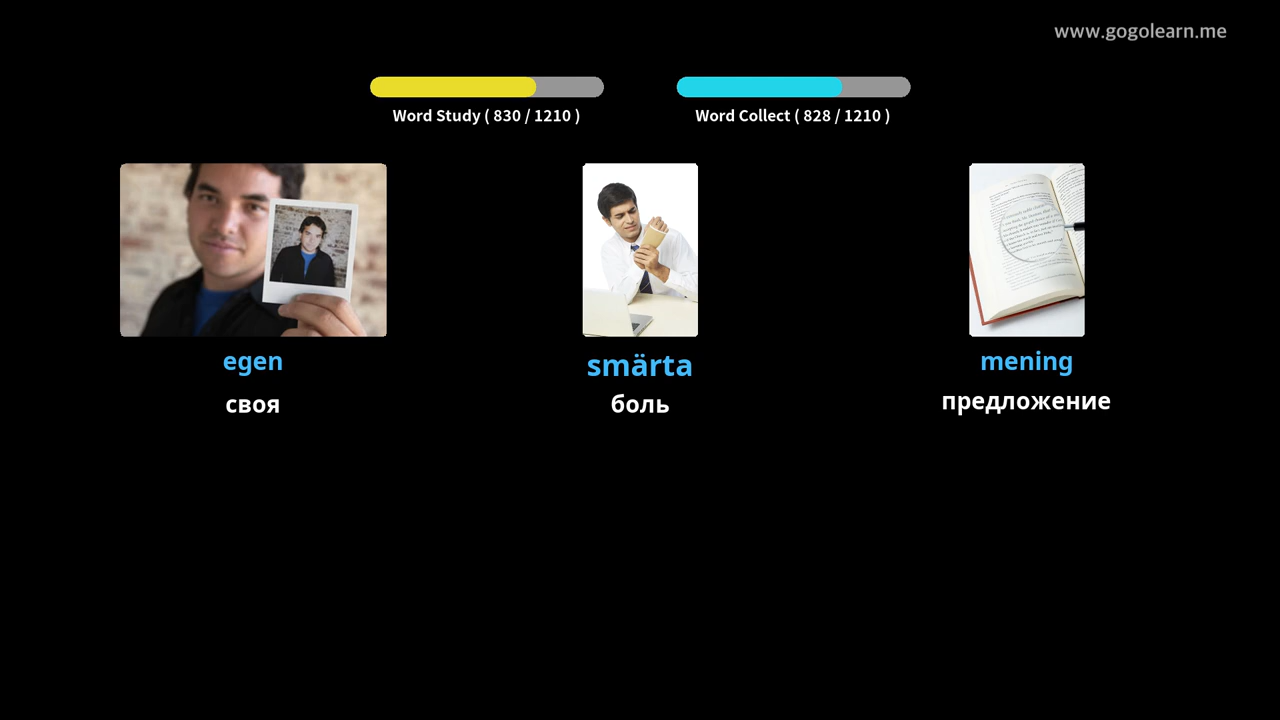 www.gogolearn.me
Word Study ( 830 / 1210 )
Word Collect ( 828 / 1210 )
egen
smärta
mening
своя
боль
предложение